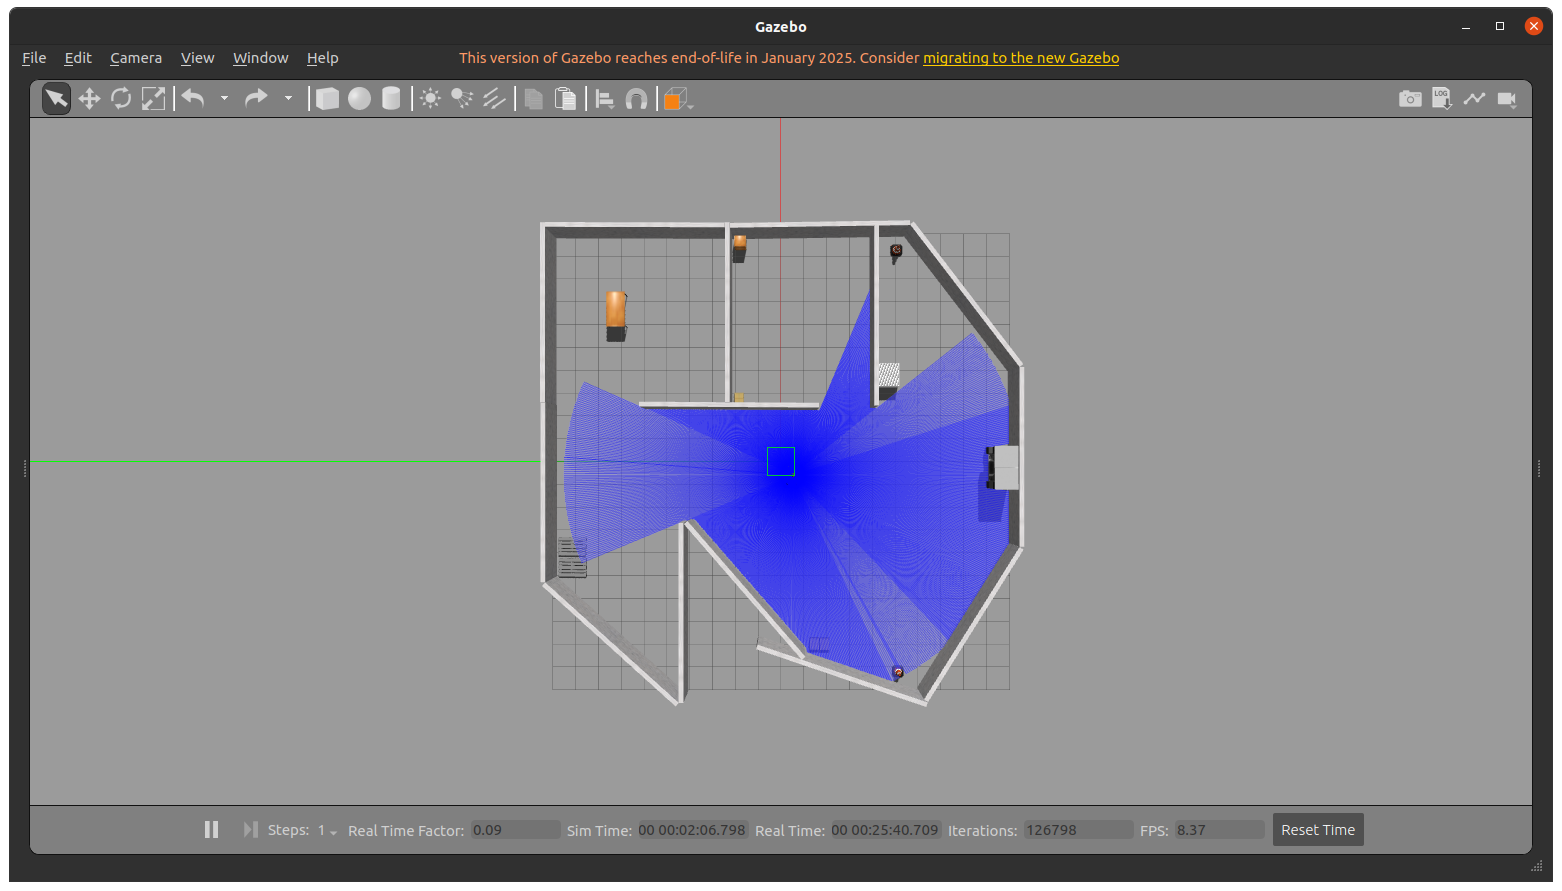 Gazebo
File Edit Camera View Window Help This version of Gazebo reaches end-of-life in January 2025. Consider migrating to the new Gazebo
LOG
Steps: 1 Real Time Factor: 0.09 Sim Time: 00 00:02:06.798 Real Time: 00 00:25:40.709 Iterations: 126798 FPS: 8.37 Reset Time